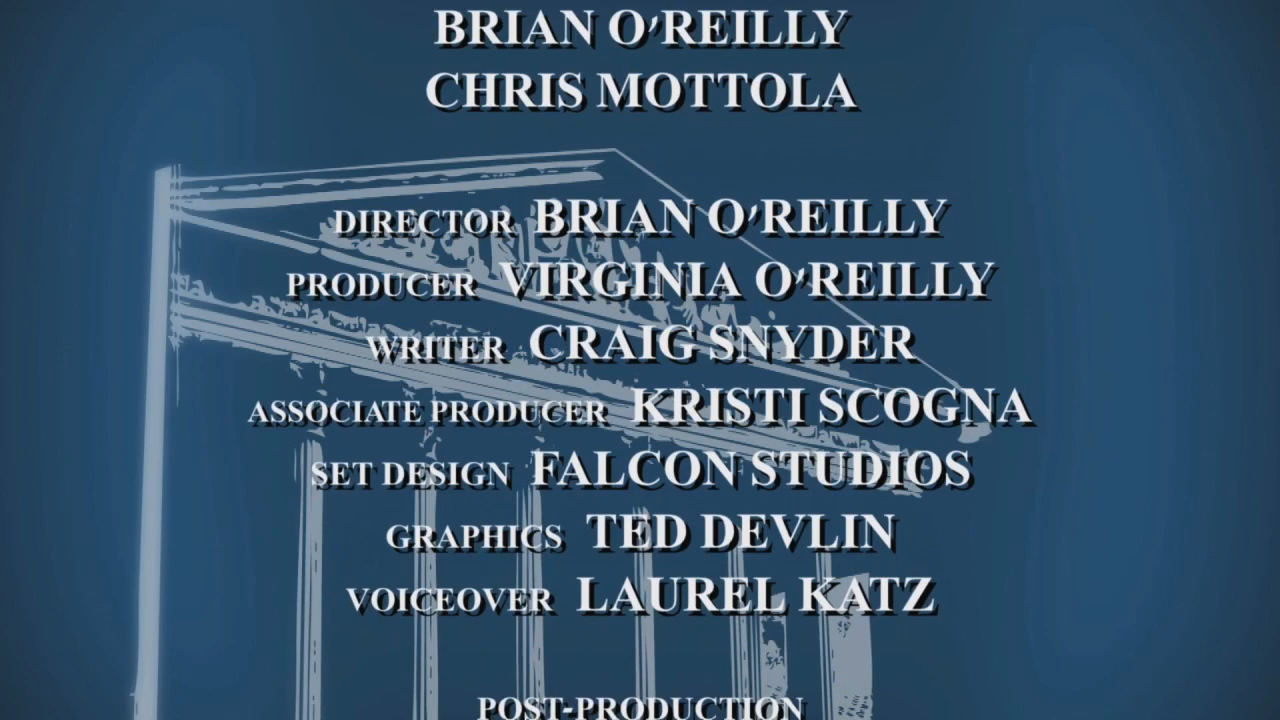 BRIAN O'REILLY
CHRIS MOTTOLA
DIRECTOR BRIAN O'REILLY
PRODUCER VIRGINIA O'REILLY
WRITER CRAIG SNYDER
ASSOCIATE PRODUCER KRISTI SCOGNA
SET DESIGN FALCON STUDIOS
GRAPHICS TED DEVLIN
VOICEOVER LAUREL KATZ
POST-PRODUCTION